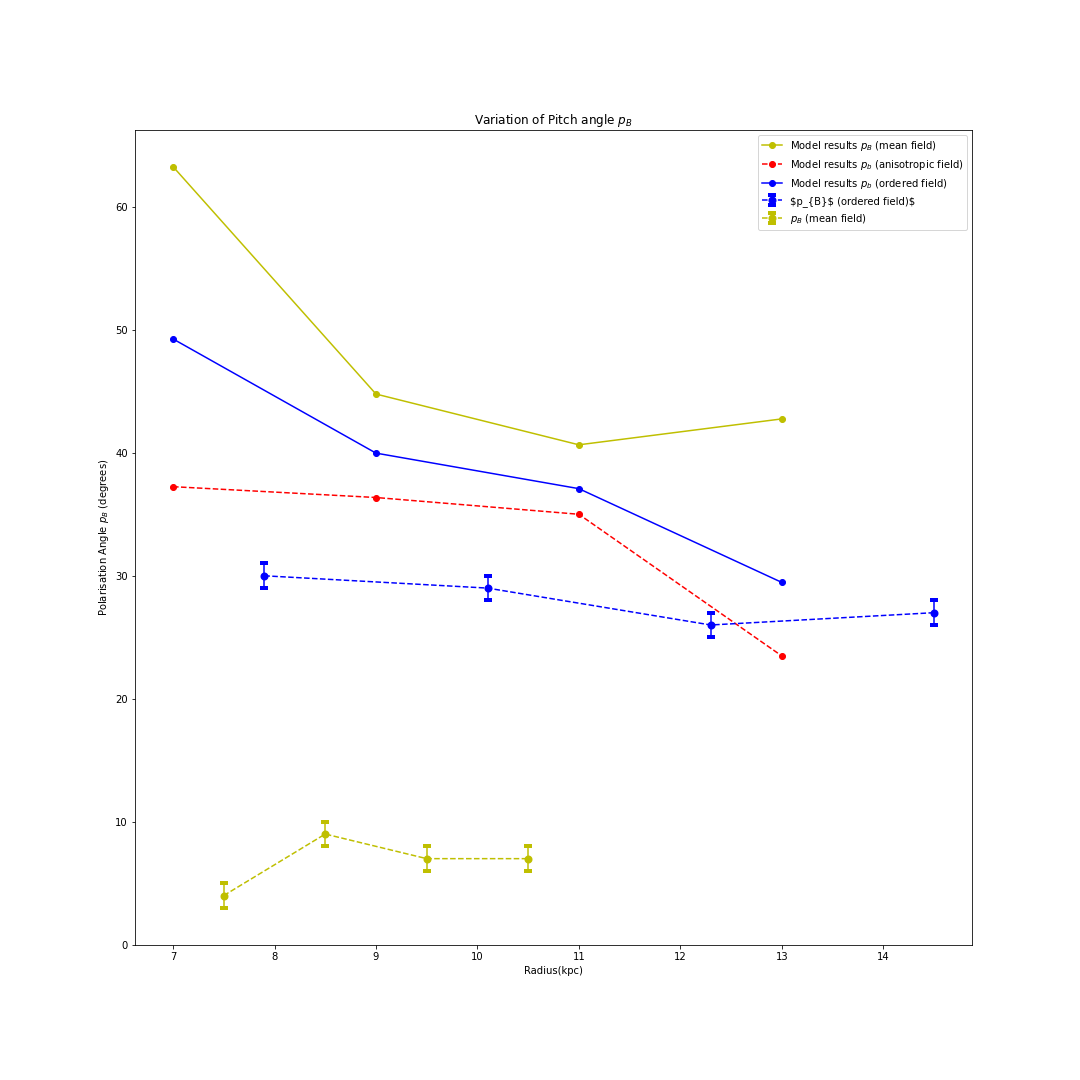 Variation of Pitch angle p_B
Model results p_B (mean field)
Model results p_b (anisotropic field)
Model results p_b (ordered field)
$p_{B}$ (ordered field)$
p_B (mean field)
60
50
40
30
20
10
0
Polarisation Angle p_B (degrees)
7 8 9 10 11 12 13 14
Radius(kpc)